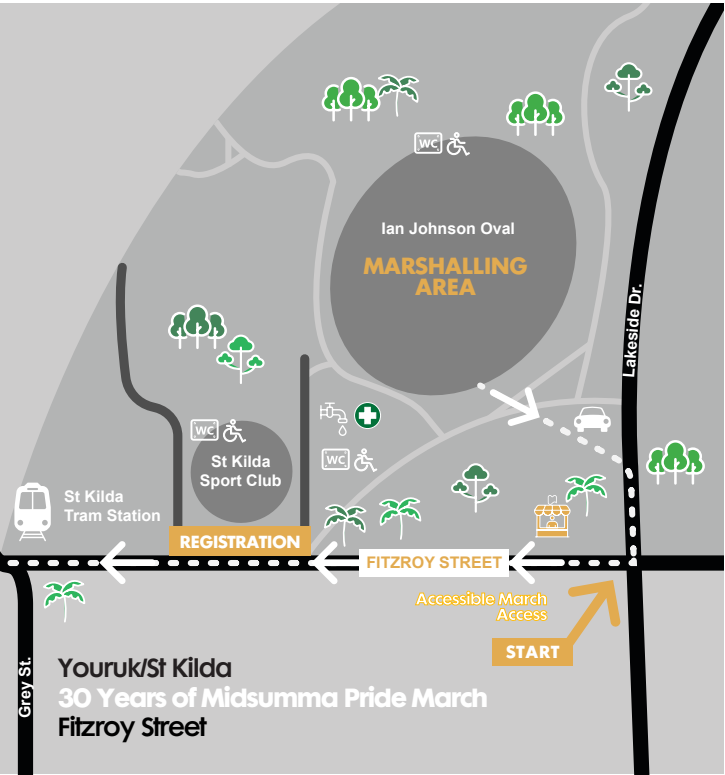 WC
Ian Johnson Oval
MARSHALLING
AREA
Lakeside Dr.
WC
St Kilda
Sport Club
WC
St Kilda
Tram Station
REGISTRATION
FITZROY STREET
Accessible March
Access
START
Grey St.
Youruk/St Kilda
30 Years of Midsumma Pride March
Fitzroy Street